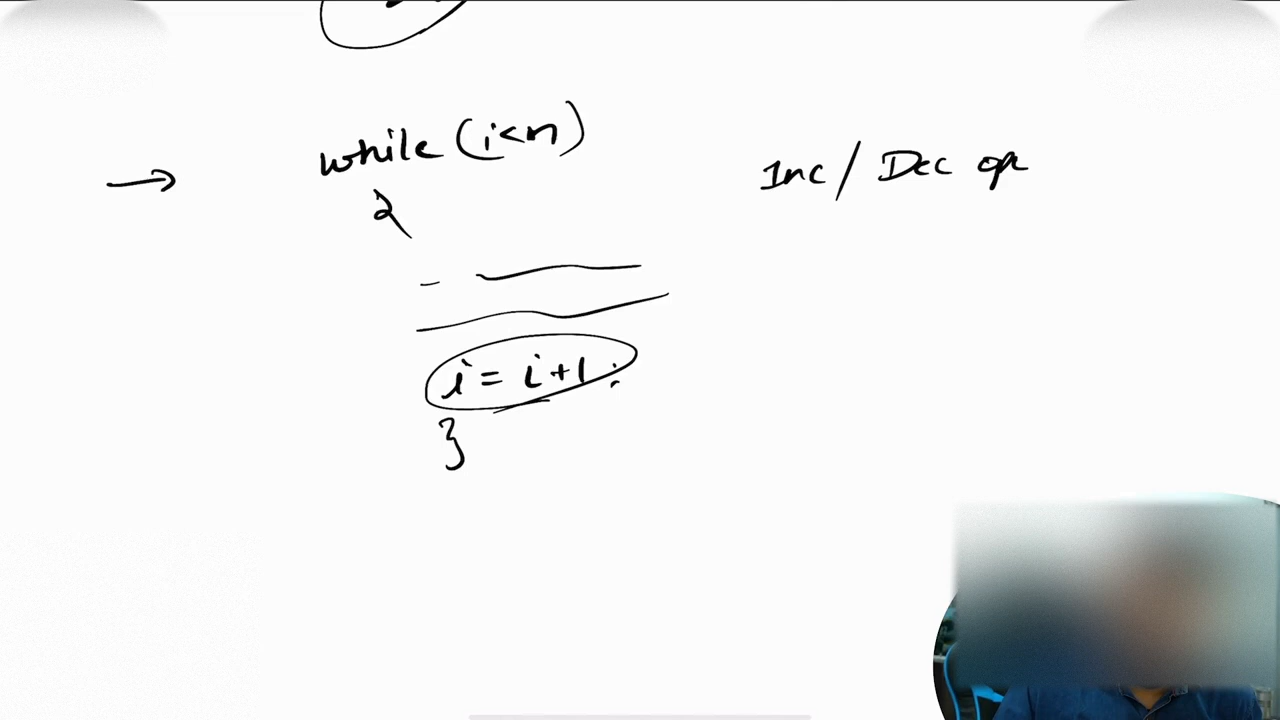 while (i<n)
Inc / Dec op
{
i = i+1;
}